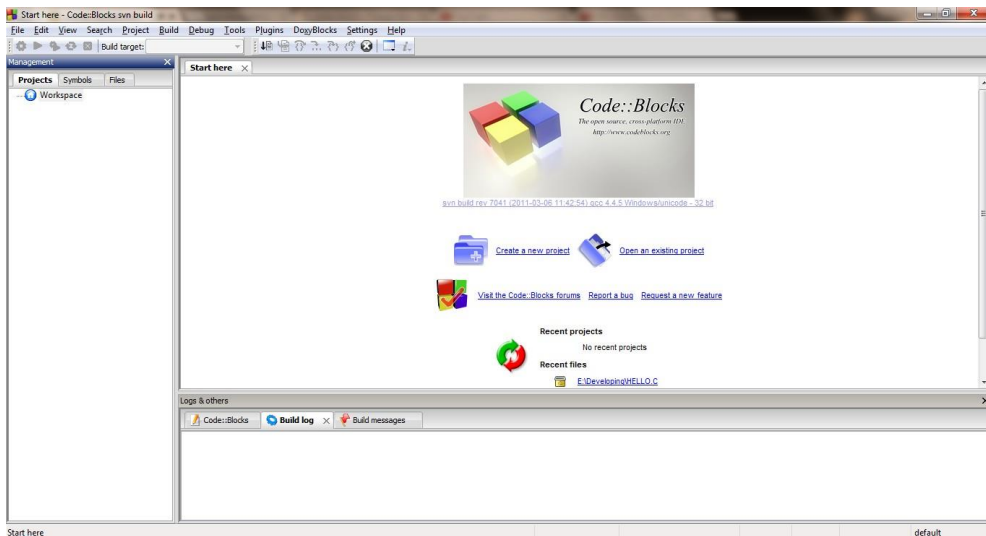 Start here - Code::Blocks svn build
File Edit View Search Project Build Debug Tools Plugins DoxyBlocks Settings Help
Build target:
Management
Projects Symbols Files
Workspace
Start here
Code::Blocks
The open source, cross-platform IDE
http://www.codeblocks.org
svn build rev 7041 (2011-03-06 11:42:54) gcc 4.4.5 Windows/unicode - 32 bit
Create a new project
Open an existing project
Visit the Code::Blocks forums Report a bug Request a new feature
Recent projects
No recent projects
Recent files
E:\Developing\HELLO.C
Logs & others
Code::Blocks Build log Build messages
Start here
default